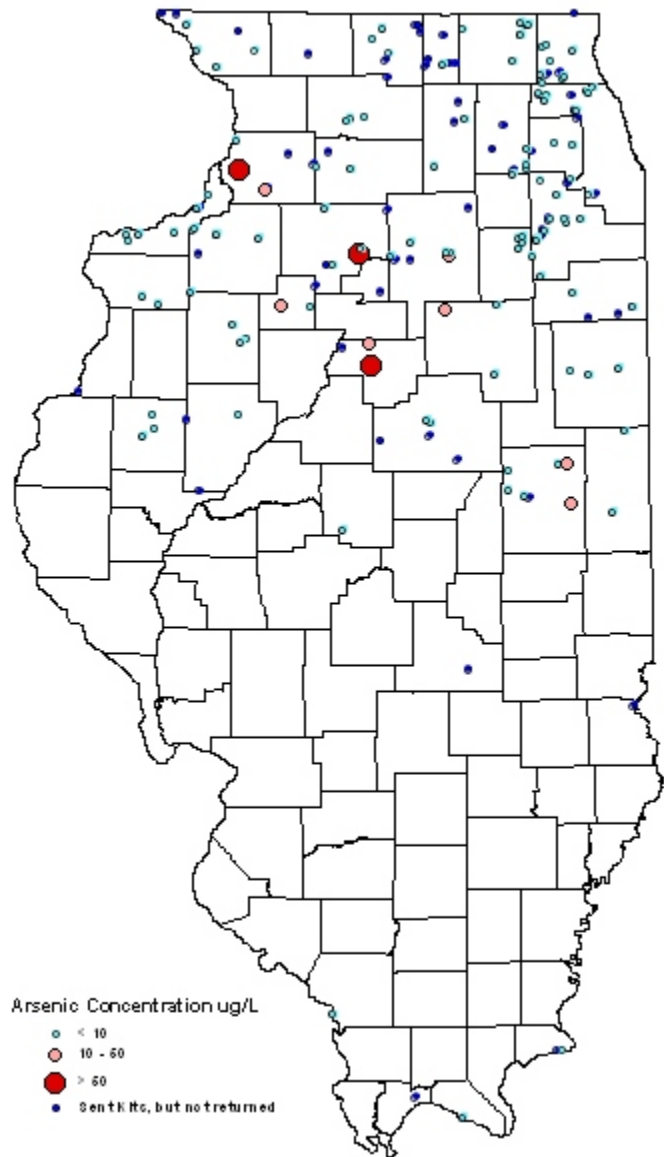 Arsenic Concentration ug/L
< 10
10 - 50
> 50
Sent Kits, but not returned